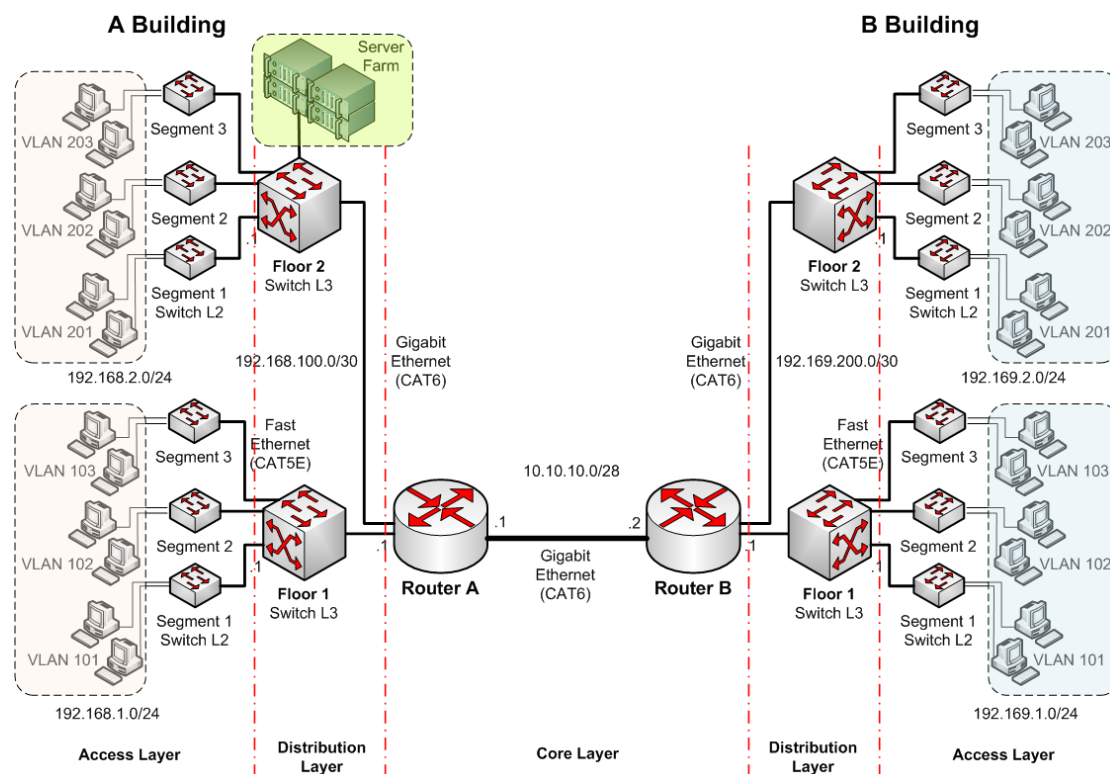 A Building
B Building
Server
Farm
VLAN 203
Segment 3
VLAN 202
Segment 2
VLAN 201
Segment 1
Switch L2
.1
Floor 2
Switch L3
192.168.2.0/24
192.168.100.0/30
Gigabit
Ethernet
(CAT6)
Segment 3
VLAN 203
Segment 2
VLAN 202
Segment 1
Switch L2
VLAN 201
.1
Floor 2
Switch L3
Gigabit
Ethernet
(CAT6)
192.169.200.0/30
192.169.2.0/24
VLAN 103
Segment 3
Fast
Ethernet
(CAT5E)
VLAN 102
Segment 2
VLAN 101
Segment 1
Switch L2
.1
Floor 1
Switch L3
.1
Router A
.1
10.10.10.0/28
.2
Gigabit
Ethernet
(CAT6)
Router B
.1
Fast
Ethernet
(CAT5E)
Floor 1
Switch L3
.1
Segment 3
VLAN 103
Segment 2
VLAN 102
Segment 1
Switch L2
VLAN 101
192.168.1.0/24
192.169.1.0/24
Access Layer
Distribution
Layer
Core Layer
Distribution
Layer
Access Layer